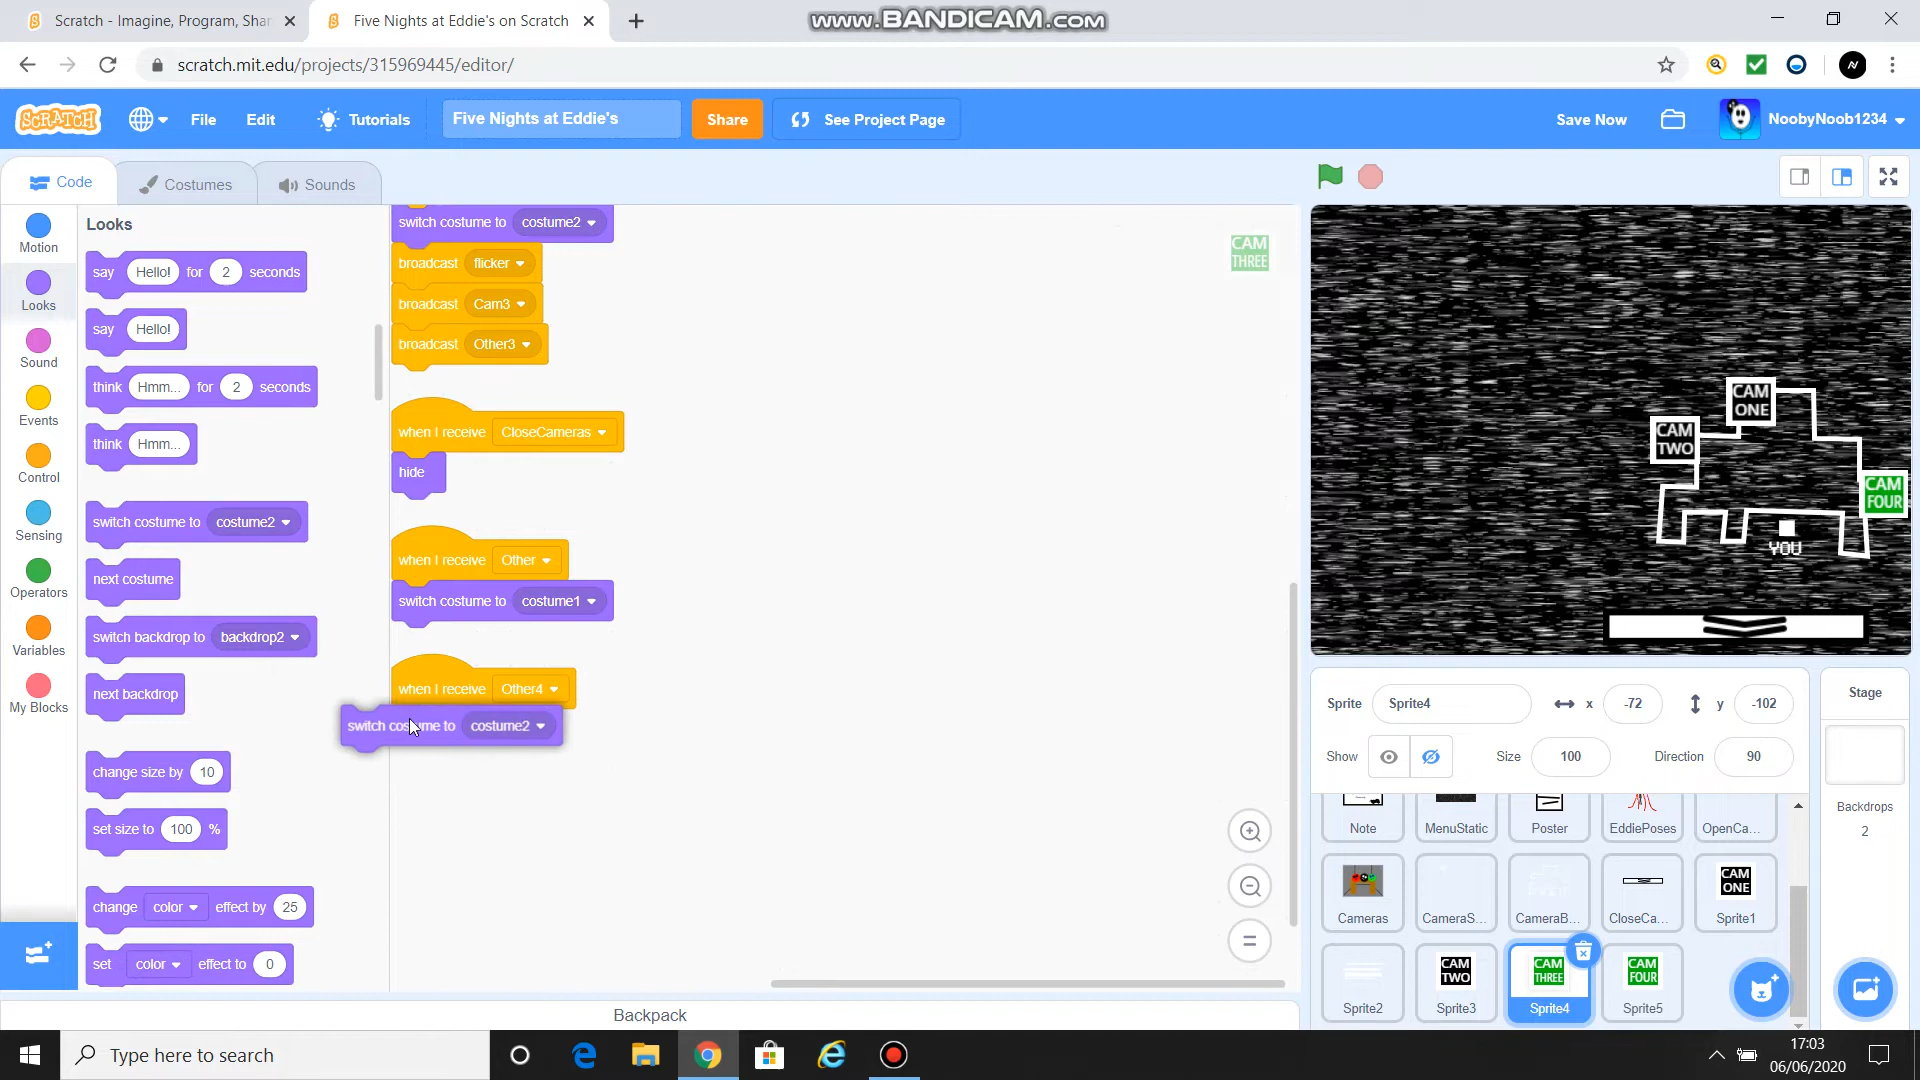 Scratch - Imagine, Program, Shar
Five Nights at Eddie's on Scratch
www.BANDICAM.com
scratch.mit.edu/projects/315969445/editor/
SCRATCH
File
Edit
Tutorials
Five Nights at Eddie's
Share
See Project Page
Save Now
NoobyNoob1234
Code
Costumes
Sounds
Motion
Looks
Sound
Events
Control
Sensing
Operators
Variables
My Blocks
Looks
say Hello! for 2 seconds
say Hello!
think Hmm... for 2 seconds
think Hmm...
switch costume to costume2
next costume
switch backdrop to backdrop2
next backdrop
change size by 10
set size to 100 %
change color effect by 25
set color effect to 0
switch costume to costume2
broadcast flicker
broadcast Cam3
broadcast Other3
when I receive CloseCameras
hide
when I receive Other
switch costume to costume1
when I receive Other4
switch costume to costume2
CAM
THREE
Backpack
CAM
ONE
CAM
TWO
CAM
FOUR
YOU
Sprite
Sprite4
x
-72
y
-102
Show
Size
100
Direction
90
Stage
Backdrops
2
Note
MenuStatic
Poster
EddiePoses
OpenCa...
Cameras
CameraS...
CameraB...
CloseCa...
CAM
ONE
Sprite1
Sprite2
CAM
TWO
Sprite3
CAM
THREE
Sprite4
CAM
FOUR
Sprite5
Type here to search
17:03
06/06/2020